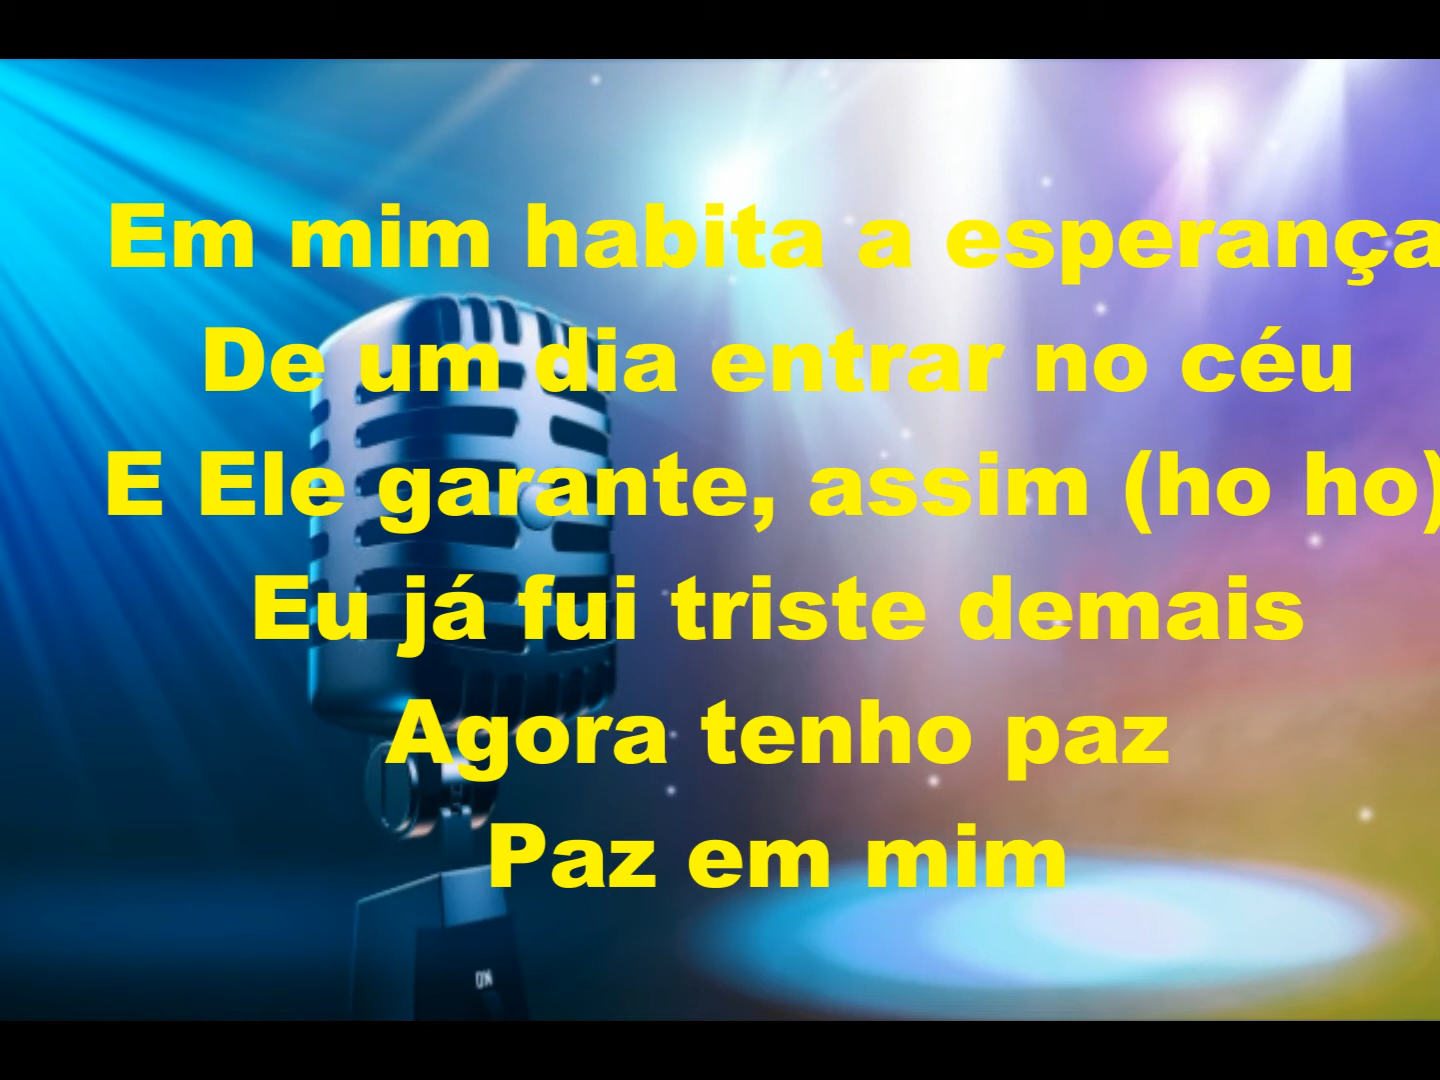 Em mim habita a esperança
De um dia entrar no céu
E Ele garante, assim (ho ho)
Eu já fui triste demais
Agora tenho paz
Paz em mim
ON